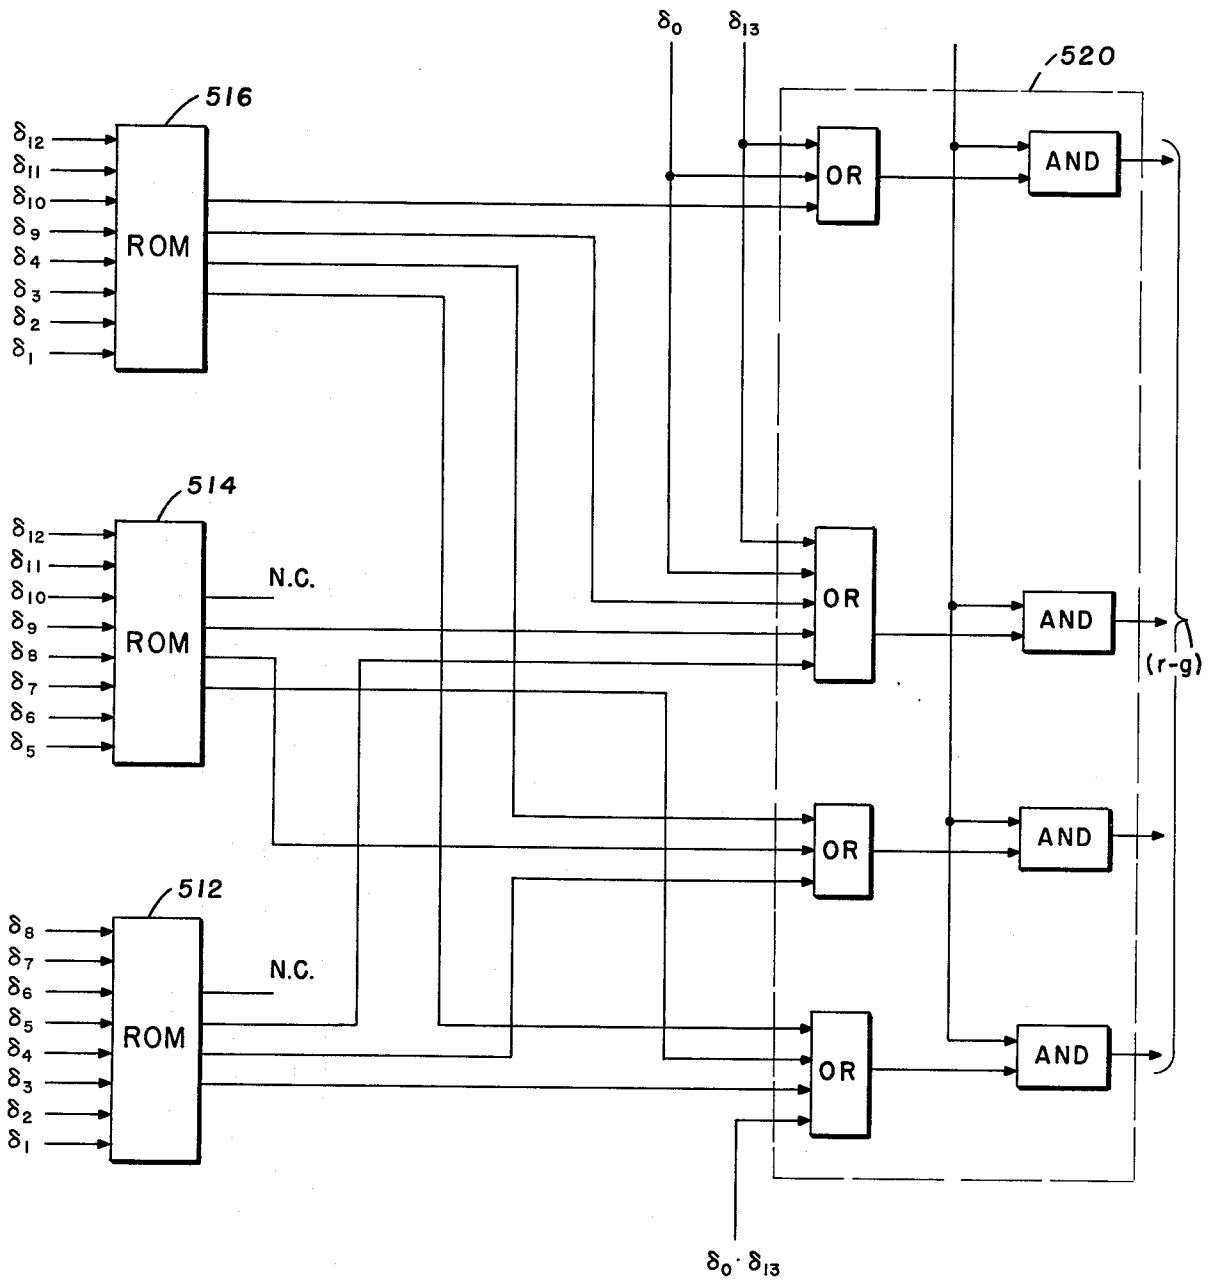 δ0 δ13
520
516
δ12
δ11
δ10
δ9
δ4
δ3
δ2
δ1
ROM
OR
AND
514
δ12
δ11
δ10
δ9
δ8
δ7
δ6
δ5
ROM
N.C.
OR
AND
(r-g)
OR
AND
512
δ8
δ7
δ6
δ5
δ4
δ3
δ2
δ1
ROM
N.C.
OR
AND
δ0 · δ13